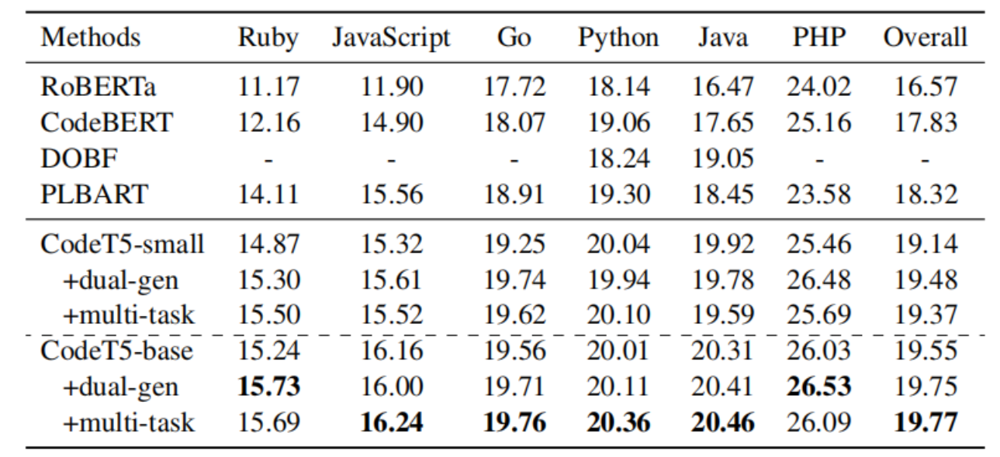 Methods Ruby JavaScript Go Python Java PHP Overall
RoBERTa 11.17 11.90 17.72 18.14 16.47 24.02 16.57
CodeBERT 12.16 14.90 18.07 19.06 17.65 25.16 17.83
DOBF - - - 18.24 19.05 - -
PLBART 14.11 15.56 18.91 19.30 18.45 23.58 18.32
CodeT5-small 14.87 15.32 19.25 20.04 19.92 25.46 19.14
+dual-gen 15.30 15.61 19.74 19.94 19.78 26.48 19.48
+multi-task 15.50 15.52 19.62 20.10 19.59 25.69 19.37
CodeT5-base 15.24 16.16 19.56 20.01 20.31 26.03 19.55
+dual-gen 15.73 16.00 19.71 20.11 20.41 26.53 19.75
+multi-task 15.69 16.24 19.76 20.36 20.46 26.09 19.77